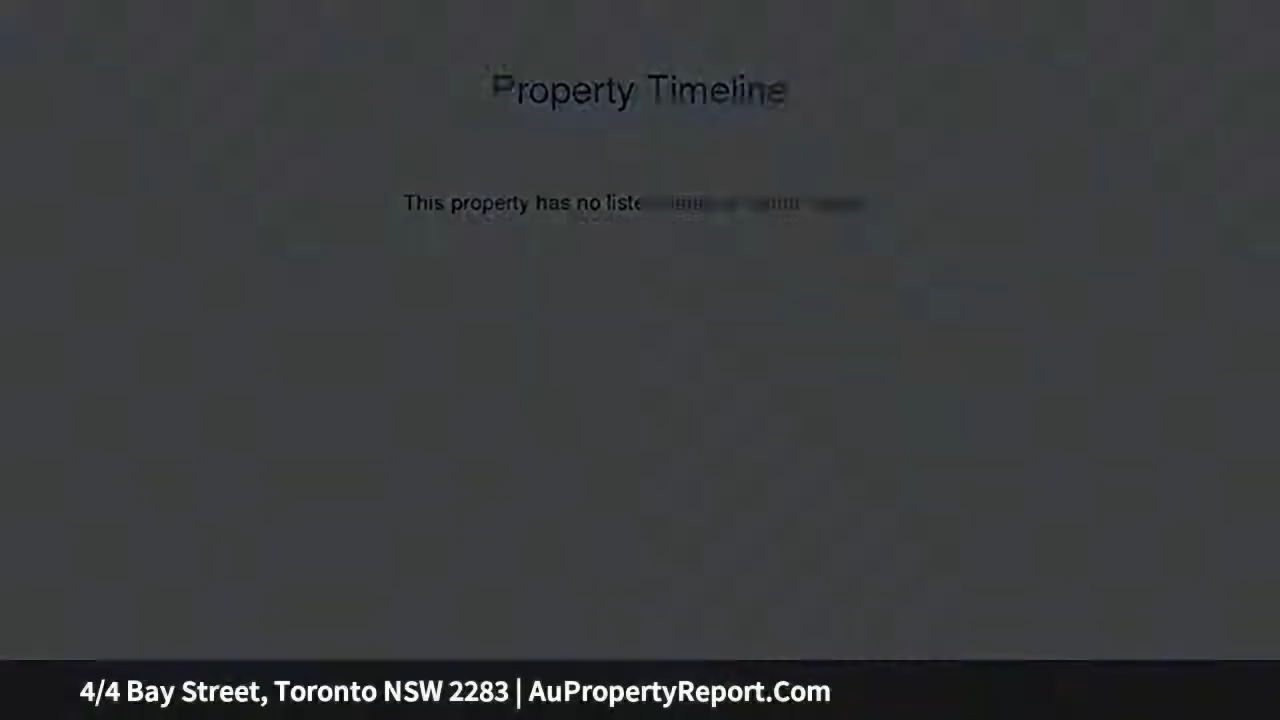 Property Timeline
This property has no liste
4/4 Bay Street, Toronto NSW 2283 | AuPropertyReport.Com